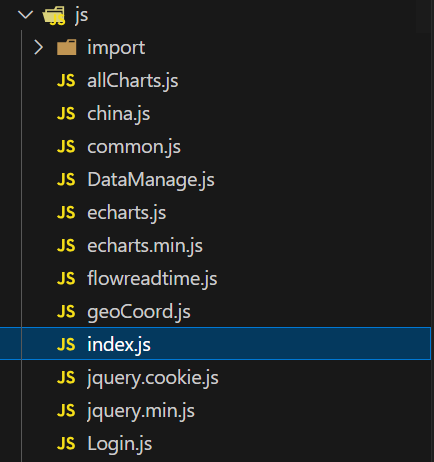 js
import
JS allCharts.js
JS china.js
JS common.js
JS DataManage.js
JS echarts.js
JS echarts.min.js
JS flowreadtime.js
JS geoCoord.js
JS index.js
JS jquery.cookie.js
JS jquery.min.js
JS Login.js